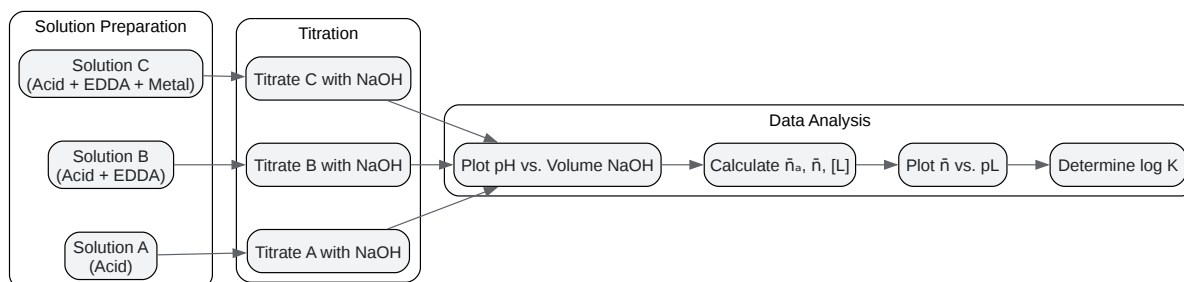 Solution Preparation
Solution C
(Acid + EDDA + Metal)
Solution B
(Acid + EDDA)
Solution A
(Acid)
Titration
Titrate C with NaOH
Titrate B with NaOH
Titrate A with NaOH
Data Analysis
Plot pH vs. Volume NaOH
Calculate n̄ₐ, n̄, [L]
Plot n̄ vs. pL
Determine log K